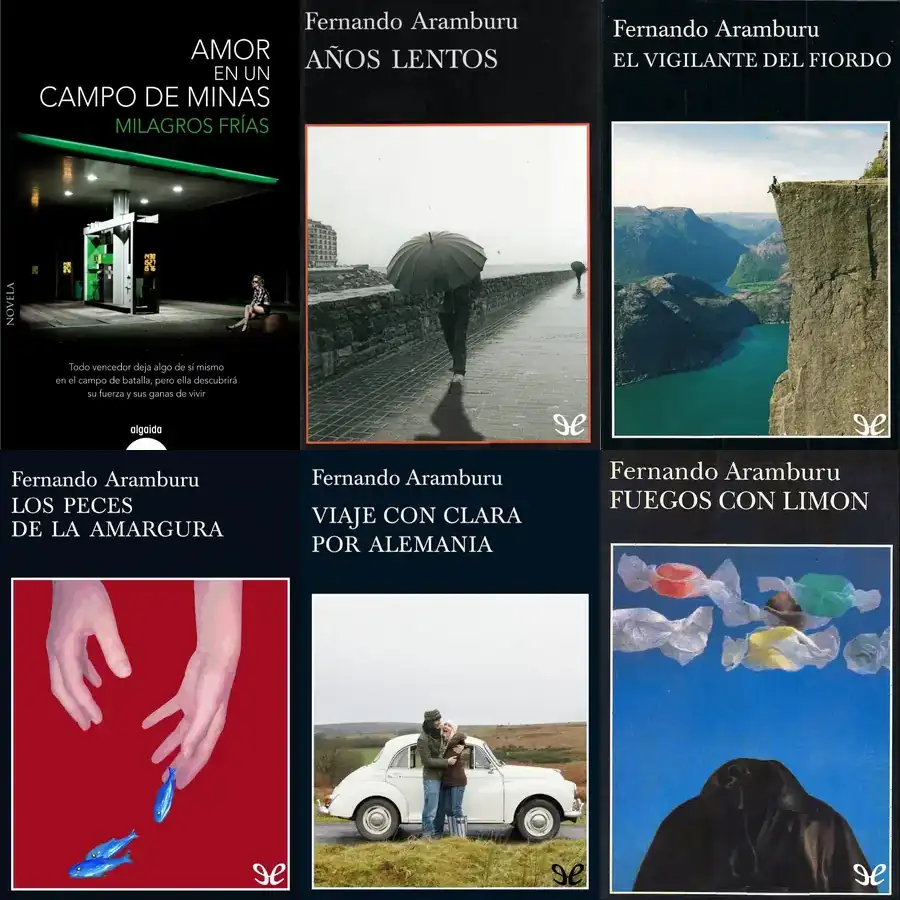 AMOR
EN UN
CAMPO DE MINAS
MILAGROS FRÍAS
NOVELA
Todo vencedor deja algo de sí mismo
en el campo de batalla, pero ella descubrirá
su fuerza y sus ganas de vivir
algaida
Fernando Aramburu
AÑOS LENTOS
Fernando Aramburu
EL VIGILANTE DEL FIORDO
Fernando Aramburu
LOS PECES
DE LA AMARGURA
Fernando Aramburu
VIAJE CON CLARA
POR ALEMANIA
Fernando Aramburu
FUEGOS CON LIMON